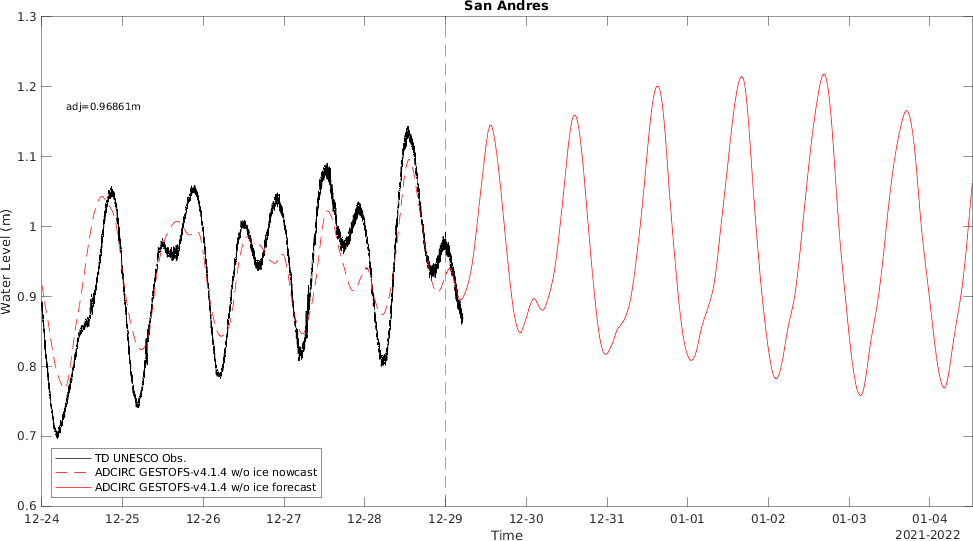 San Andres
1.3
1.2
1.1
1
0.9
0.8
0.7
0.6
Water Level (m)
adj=0.96861m
TD UNESCO Obs.
ADCIRC GESTOFS-v4.1.4 w/o ice nowcast
ADCIRC GESTOFS-v4.1.4 w/o ice forecast
12-24 12-25 12-26 12-27 12-28 12-29 12-30 12-31 01-01 01-02 01-03 01-04
Time
2021-2022